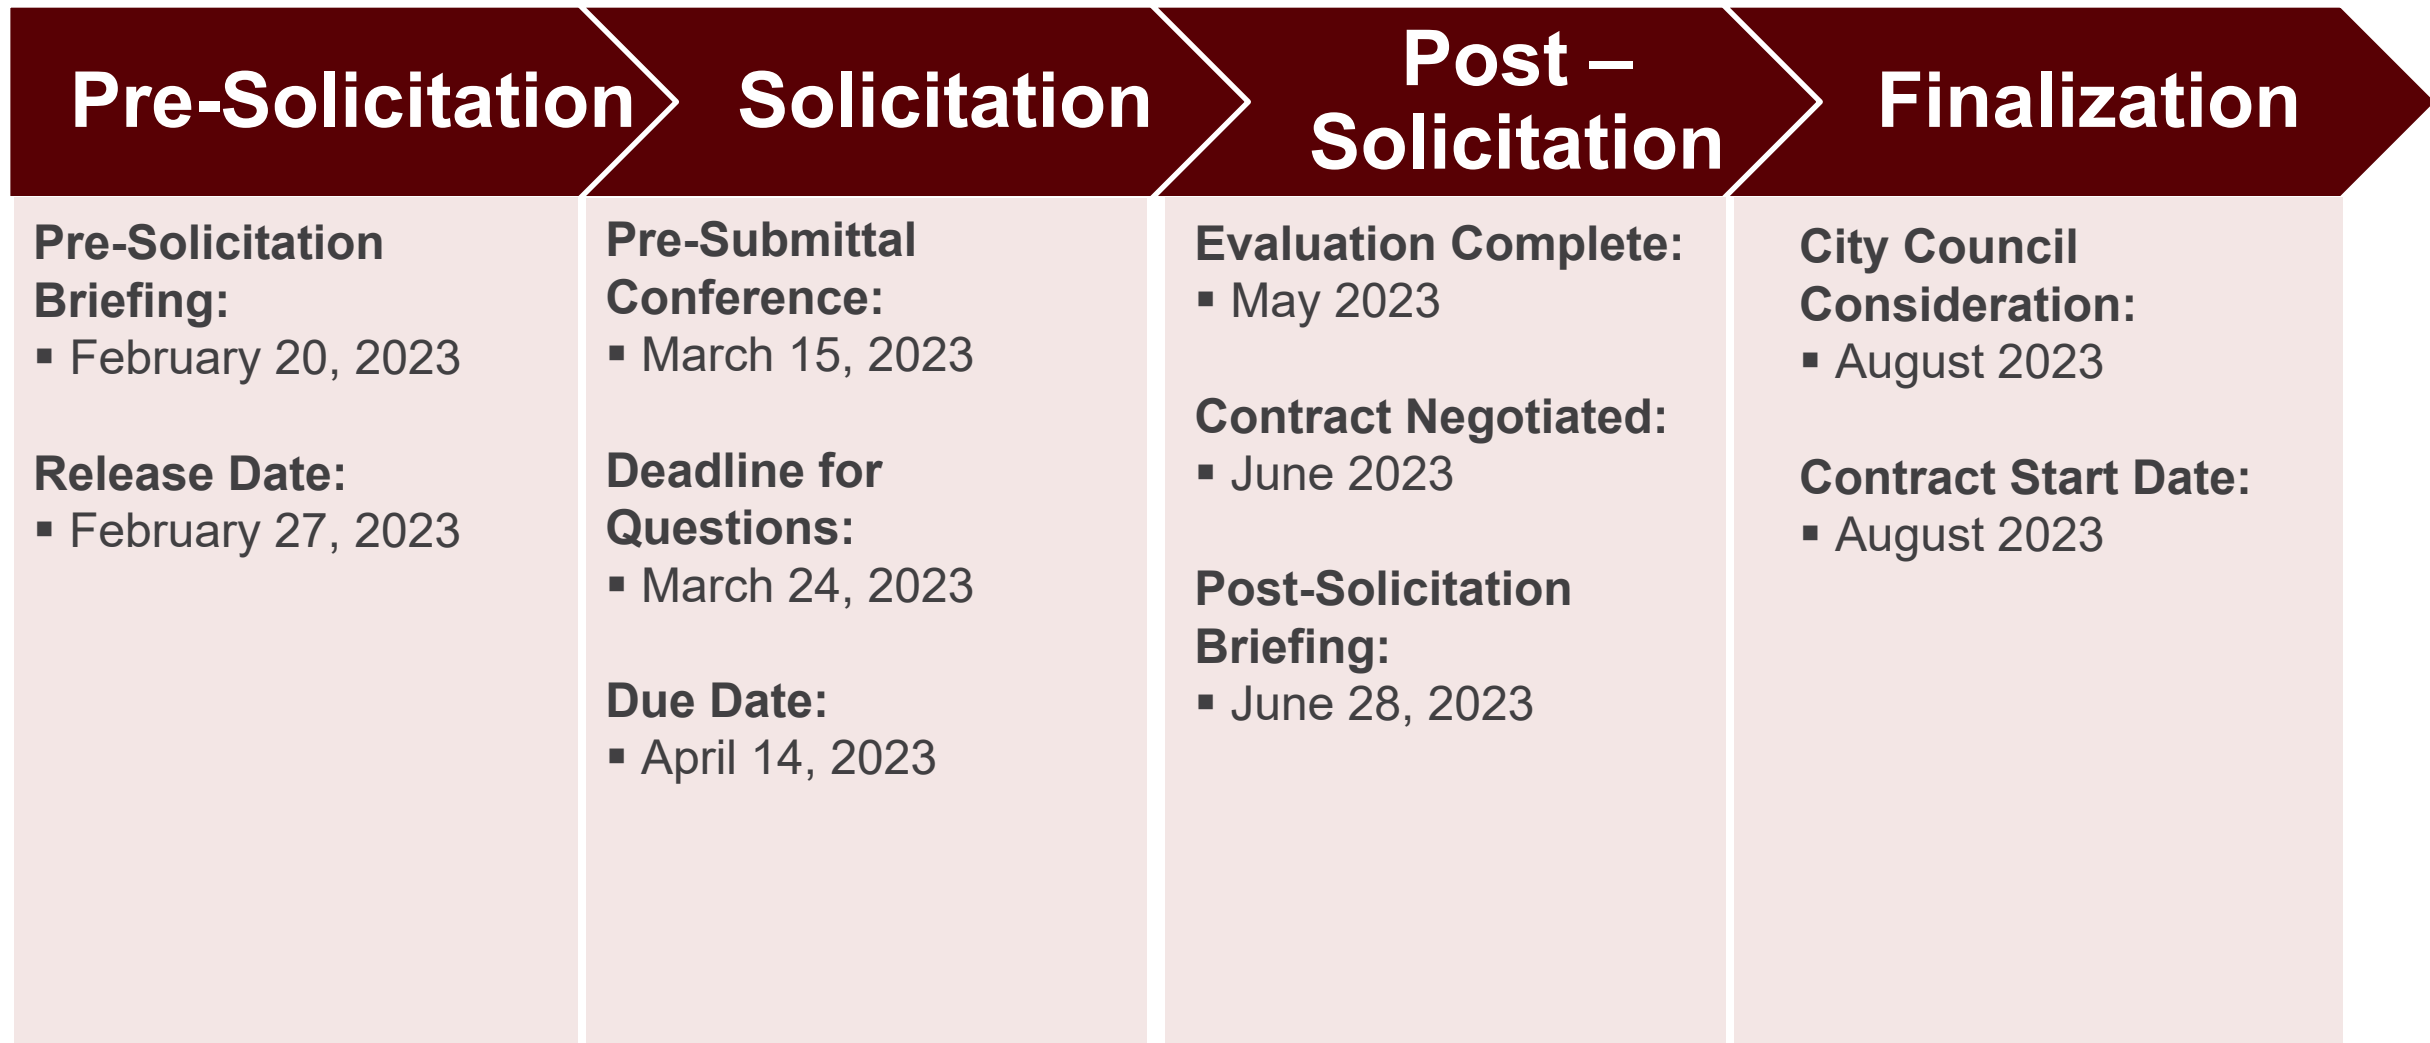 Pre-Solicitation
Solicitation
Post –
Solicitation
Finalization
Pre-Solicitation
Briefing:
▪ February 20, 2023
Release Date:
▪ February 27, 2023
Pre-Submittal
Conference:
▪ March 15, 2023
Deadline for
Questions:
▪ March 24, 2023
Due Date:
▪ April 14, 2023
Evaluation Complete:
▪ May 2023
Contract Negotiated:
▪ June 2023
Post-Solicitation
Briefing:
▪ June 28, 2023
City Council
Consideration:
▪ August 2023
Contract Start Date:
▪ August 2023